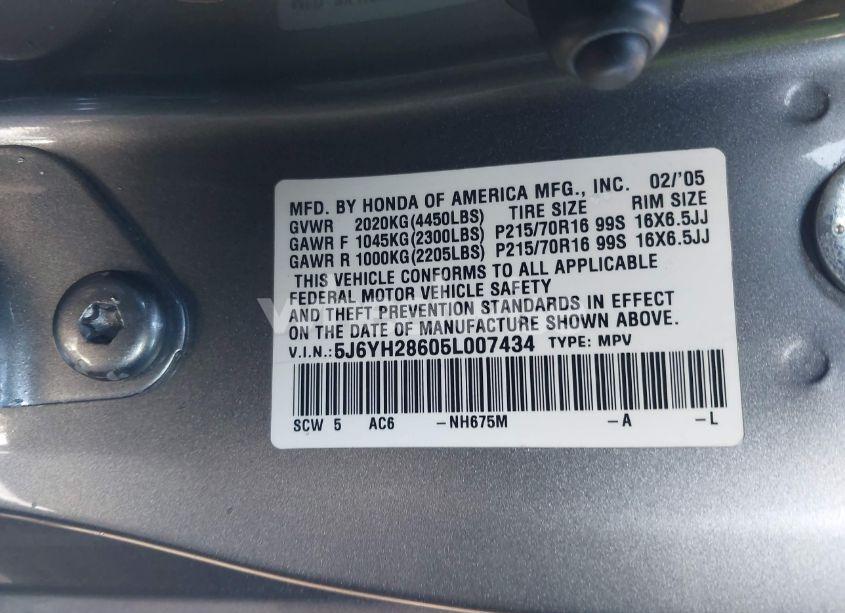 MFD. BY HONDA OF AMERICA MFG., INC. 02/'05
GVWR 2020KG(4450LBS) TIRE SIZE RIM SIZE
GAWR F 1045KG(2300LBS) P215/70R16 99S 16X6.5JJ
GAWR R 1000KG(2205LBS) P215/70R16 99S 16X6.5JJ
THIS VEHICLE CONFORMS TO ALL APPLICABLE
FEDERAL MOTOR VEHICLE SAFETY
AND THEFT PREVENTION STANDARDS IN EFFECT
ON THE DATE OF MANUFACTURE SHOWN ABOVE.
V.I.N.:5J6YH28605L007434 TYPE: MPV
SCW 5 AC6 -NH675M -A -L